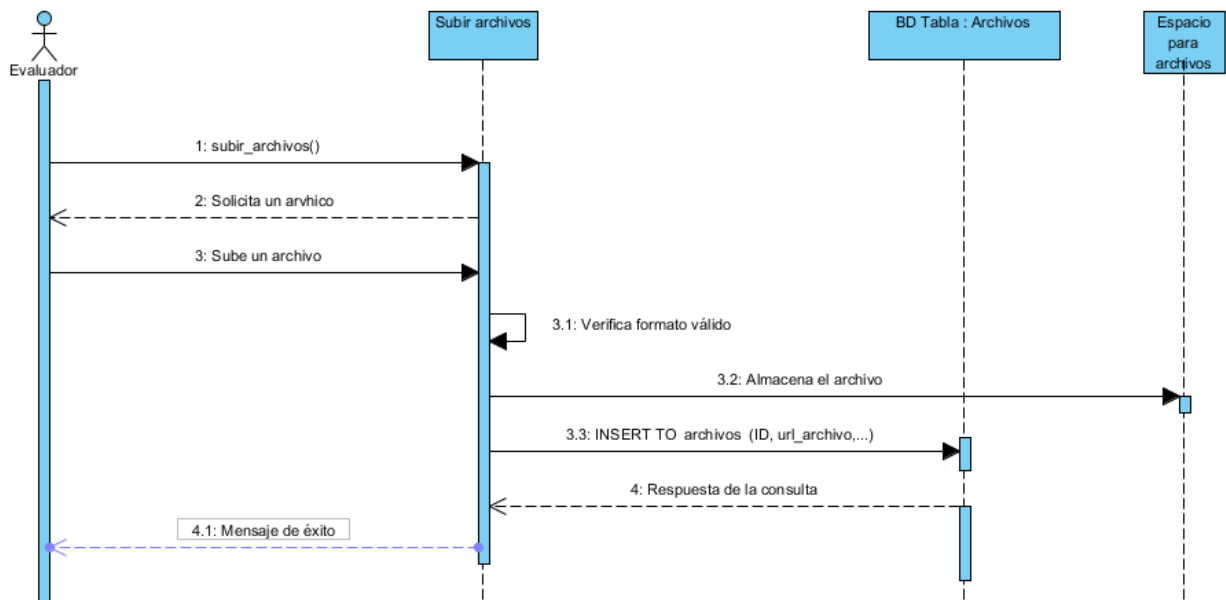 Evaluador
Subir archivos
BD Tabla : Archivos
Espacio
para
archivos
1: subir_archivos()
2: Solicita un arvhico
3: Sube un archivo
3.1: Verifica formato válido
3.2: Almacena el archivo
3.3: INSERT TO archivos (ID, url_archivo,...)
4: Respuesta de la consulta
4.1: Mensaje de éxito